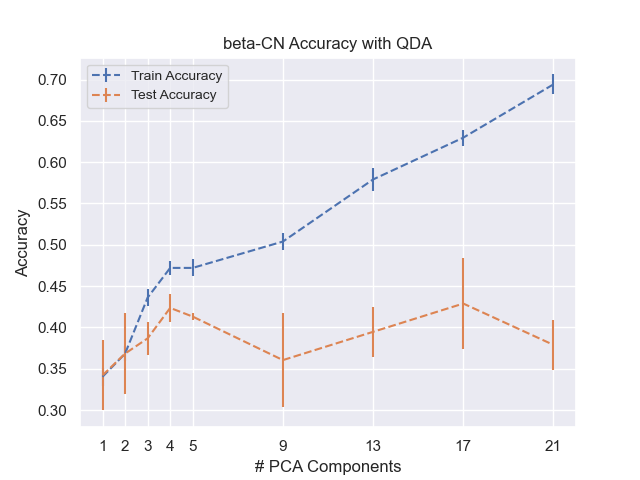 beta-CN Accuracy with QDA
Train Accuracy
Test Accuracy
0.70
0.65
0.60
0.55
0.50
0.45
0.40
0.35
0.30
Accuracy
1 2 3 4 5 9 13 17 21
# PCA Components